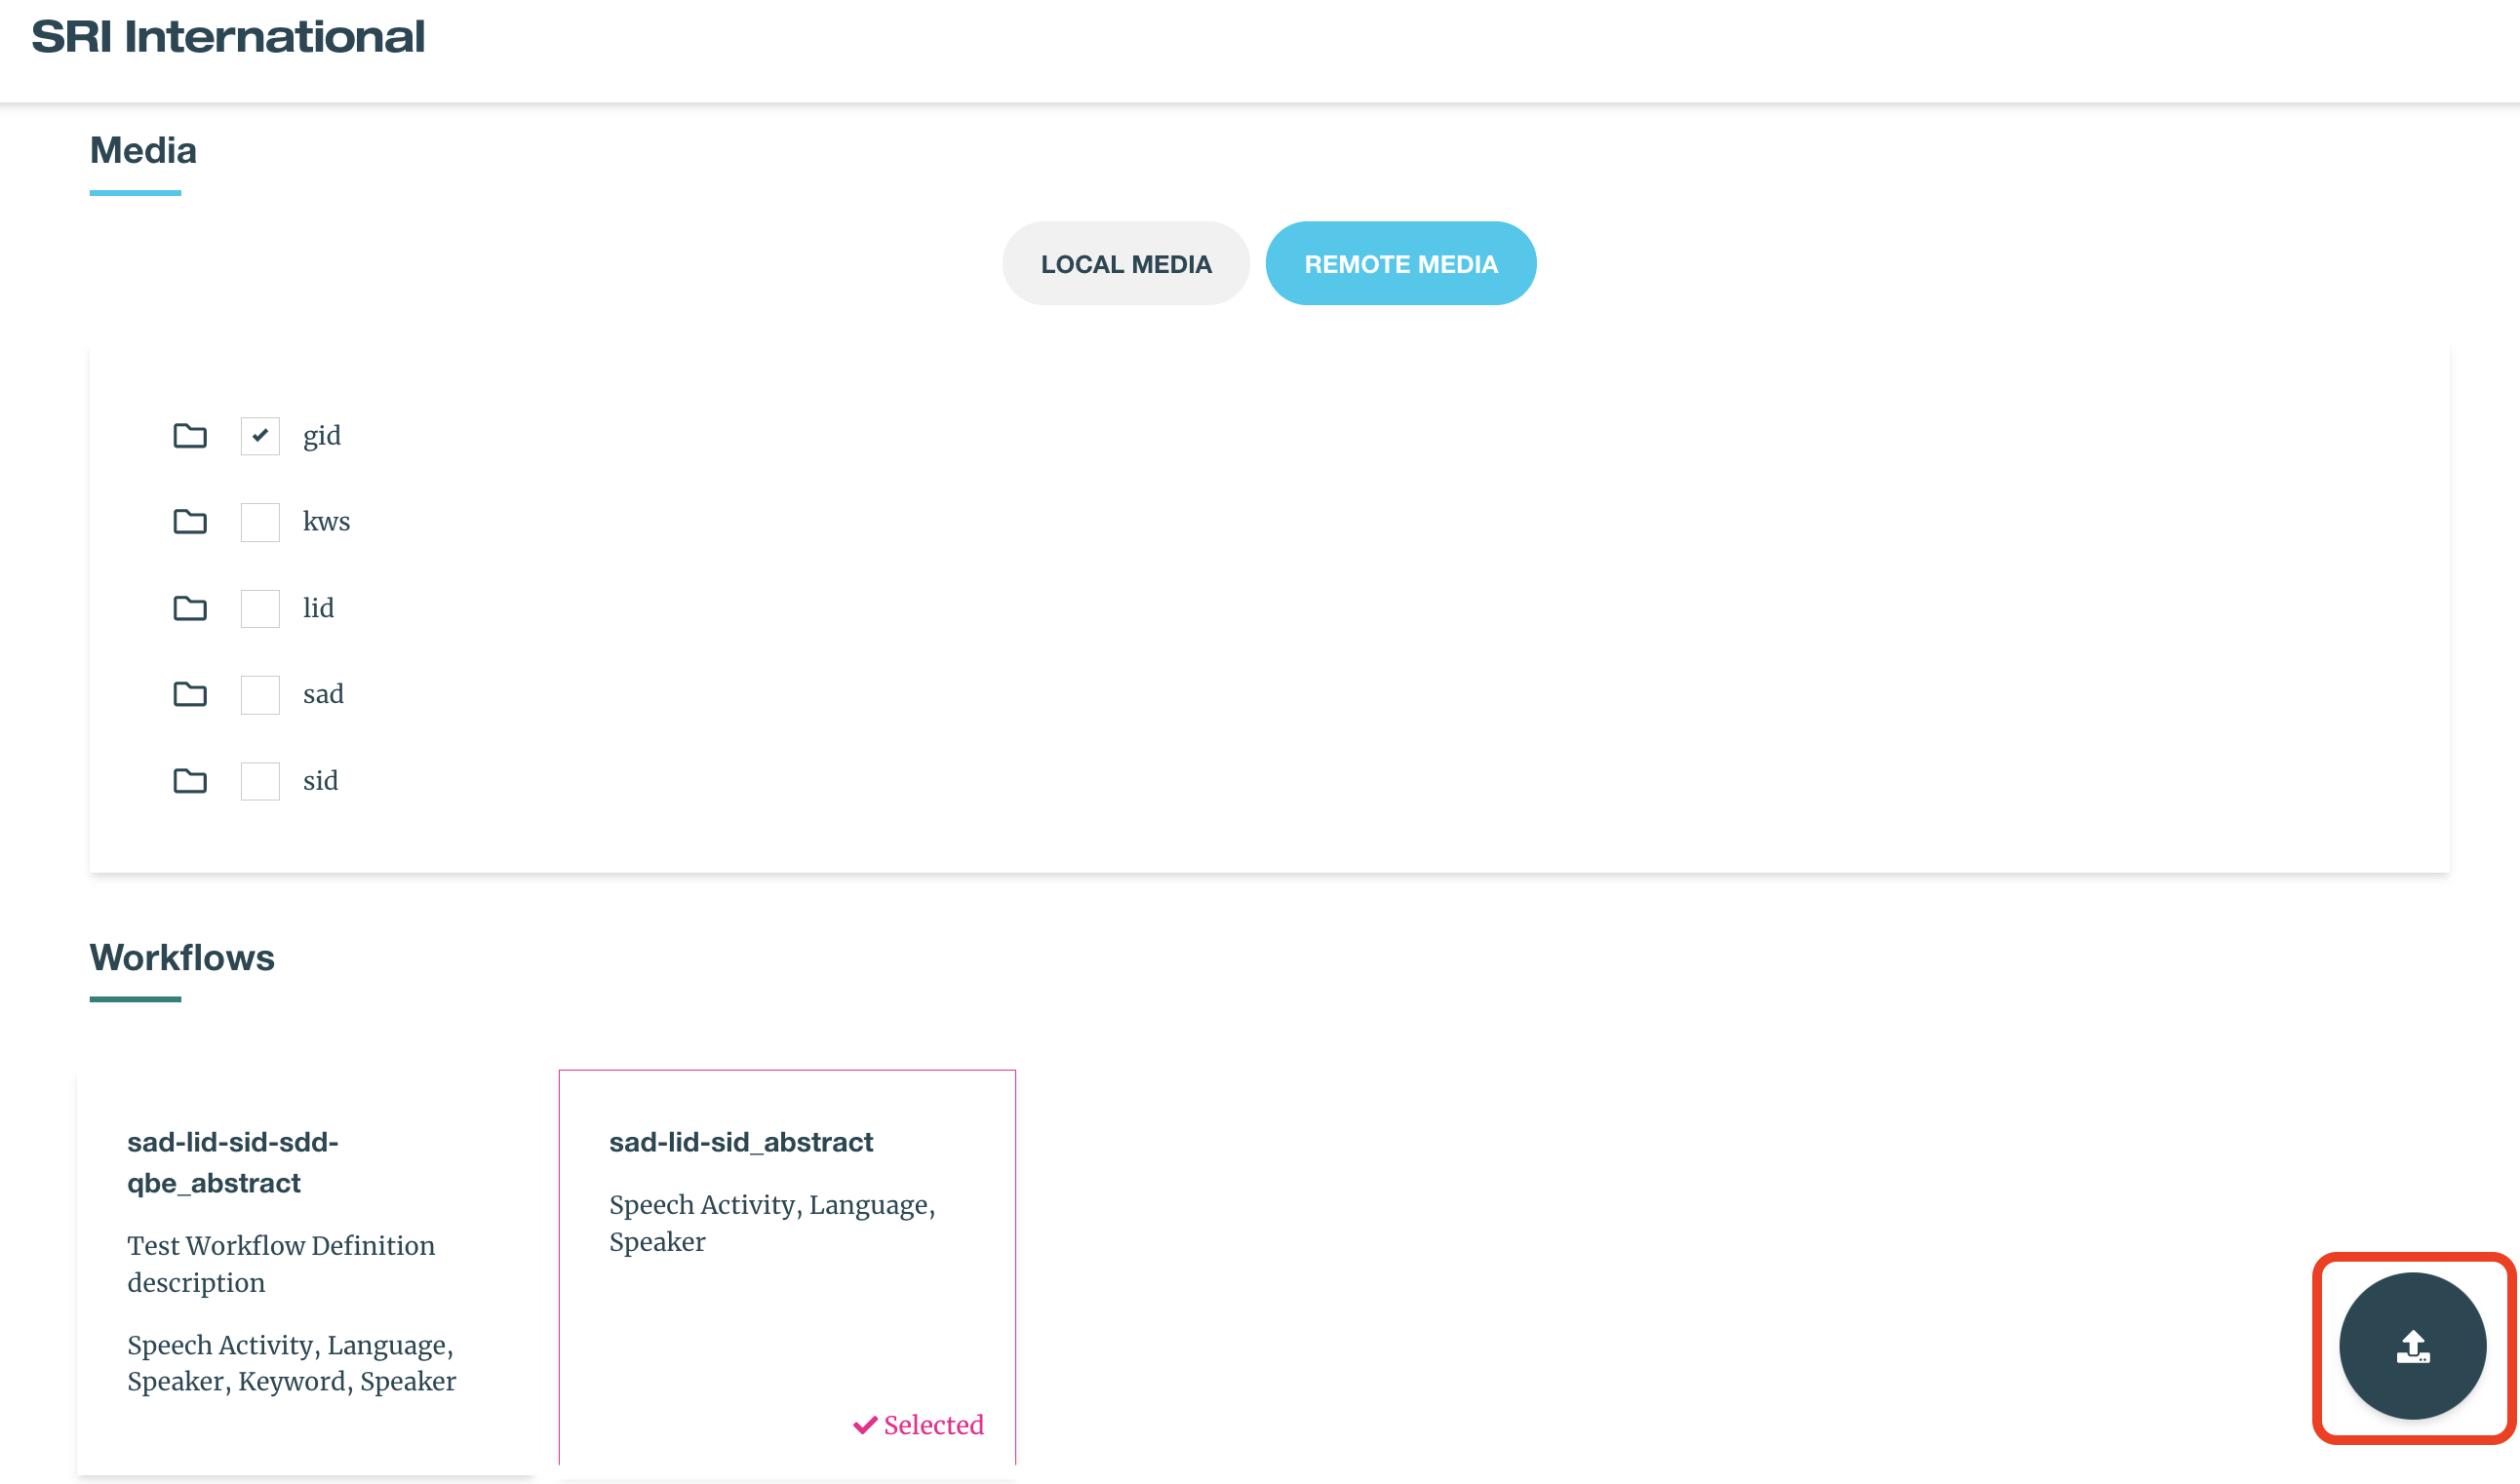 SRI International
Media
LOCAL MEDIA
REMOTE MEDIA
gid
kws
lid
sad
sid
Workflows
sad-lid-sid-sdd-
qbe_abstract
Test Workflow Definition
description
Speech Activity, Language,
Speaker, Keyword, Speaker
sad-lid-sid_abstract
Speech Activity, Language,
Speaker
Selected